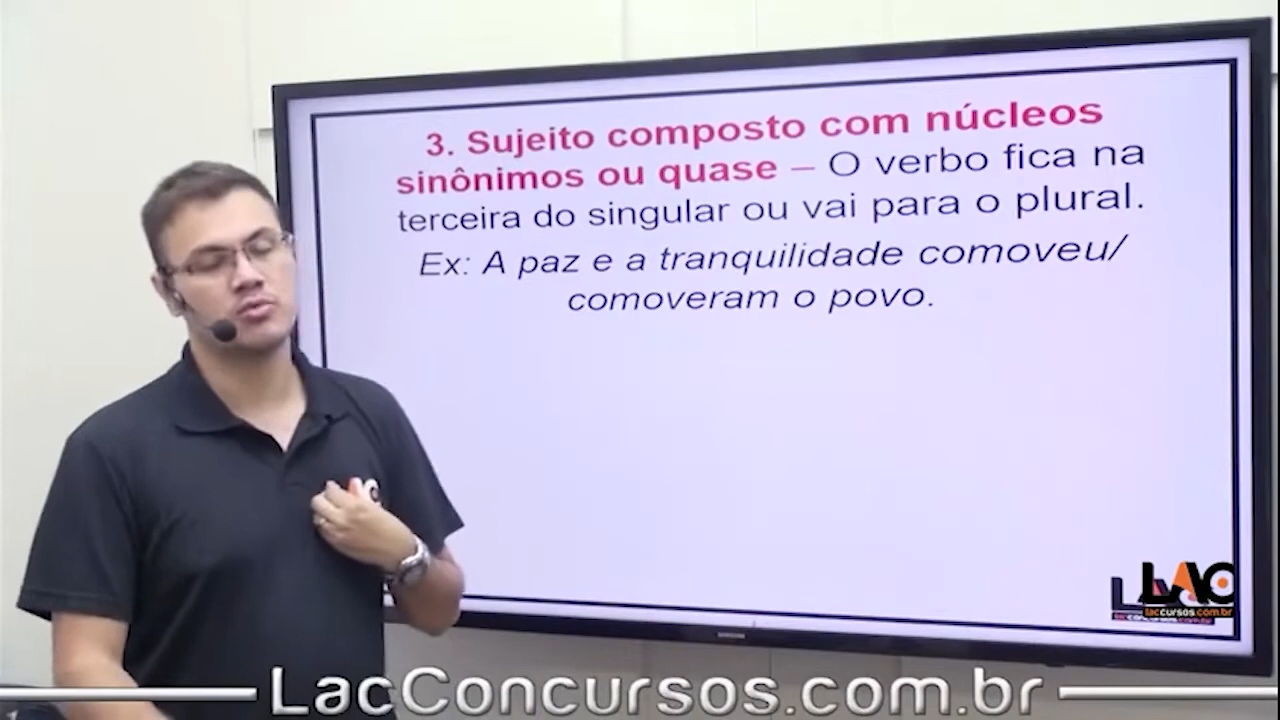 3. Sujeito composto com núcleos
sinônimos ou quase – O verbo fica na
terceira do singular ou vai para o plural.
Ex: A paz e a tranquilidade comoveu/
comoveram o povo.
LAC
laccursos.com.br
SAMSUNG
LacConcursos.com.br